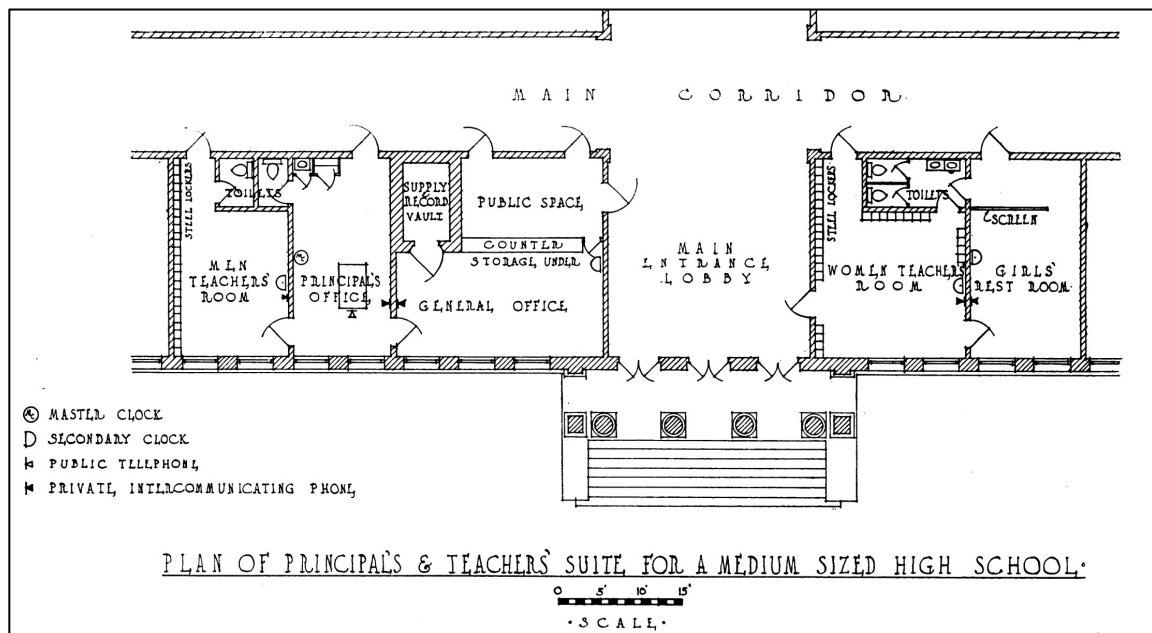 MAIN CORRIDOR
STEEL LOCKERS
TOILETS
SUPPLY
&
RECORD
VAULT
PUBLIC SPACE
COUNTER
STORAGE UNDER
MEN
TEACHERS'
ROOM
Mc
PRINCIPAL'S
OFFICE
GENERAL OFFICE
MAIN
ENTRANCE
LOBBY
STEEL LOCKERS
TOILETS
SCREEN
WOMEN TEACHERS'
ROOM
GIRLS'
REST ROOM
Mc MASTER CLOCK
SECONDARY CLOCK
PUBLIC TELEPHONE
PRIVATE INTERCOMMUNICATING PHONE
PLAN OF PRINCIPAL'S & TEACHERS' SUITE FOR A MEDIUM SIZED HIGH SCHOOL.
0 5' 10' 15'
· SCALE ·